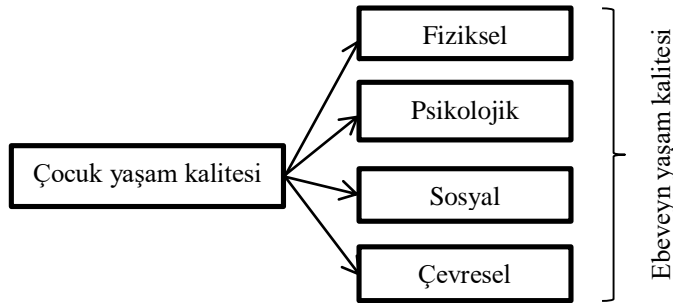 Fiziksel
Psikolojik
Çocuk yaşam kalitesi
Sosyal
Çevresel
Ebeveyn yaşam kalitesi